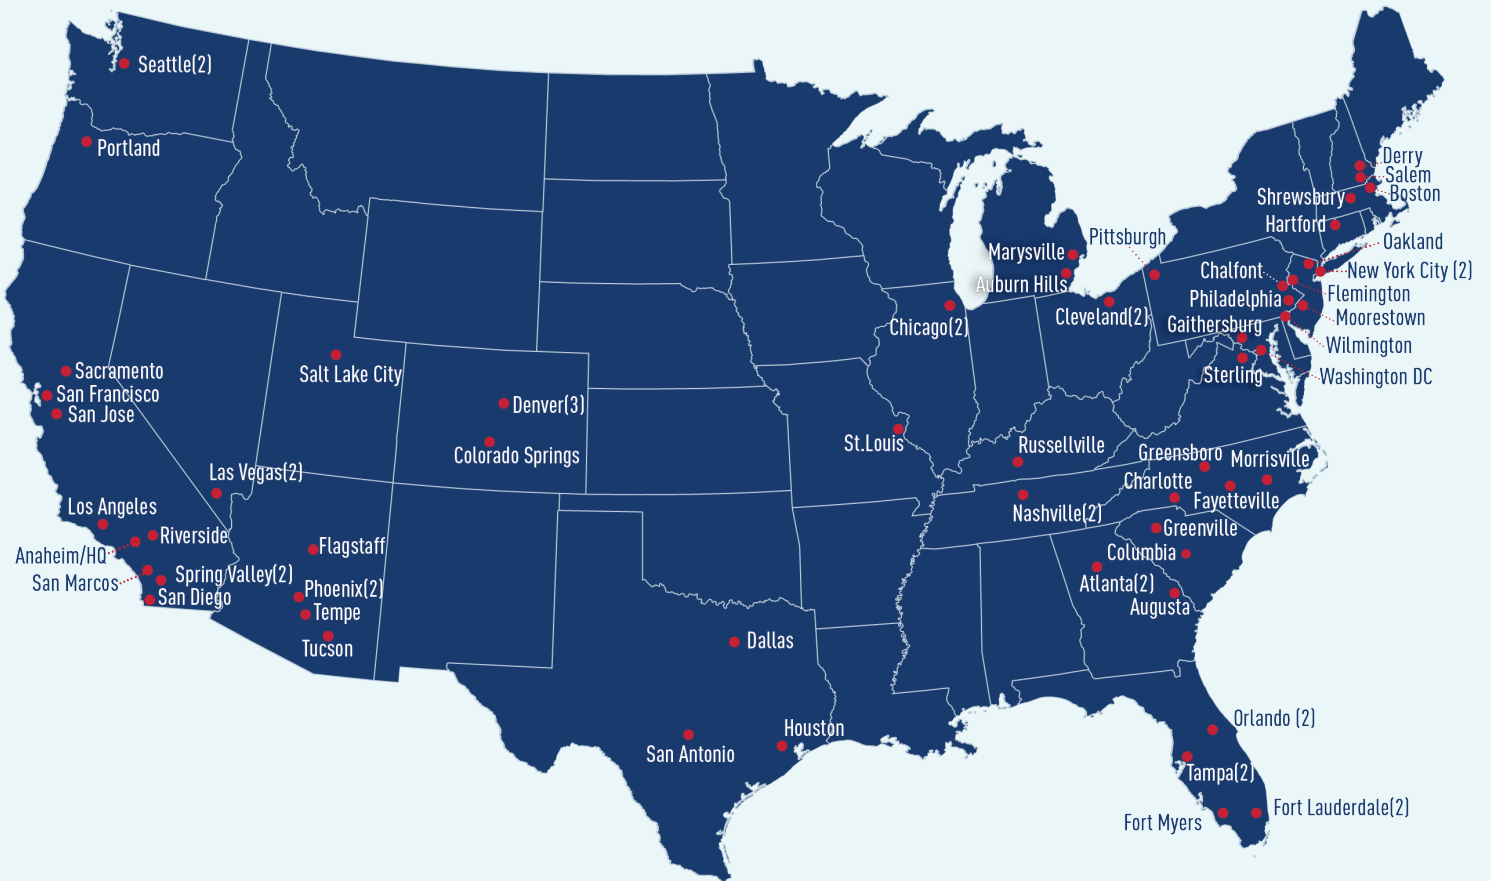 Seattle(2)
Portland
Derry
Salem
Boston
Shrewsbury
Hartford
Pittsburgh
Oakland
Marysville
Chalfont
New York City (2)
Auburn Hills
Flemington
Philadelphia
Moorestown
Cleveland(2)
Chicago(2)
Gaithersburg
Wilmington
Sterling
Washington DC
Sacramento
San Francisco
San Jose
Salt Lake City
Denver(3)
Colorado Springs
St.Louis
Russellville
Greensboro
Morrisville
Las Vegas(2)
Charlotte
Fayetteville
Los Angeles
Nashville(2)
Riverside
Greenville
Anaheim/HQ
Flagstaff
Columbia
San Marcos
Spring Valley(2)
Phoenix(2)
Atlanta(2)
San Diego
Tempe
Augusta
Tucson
Dallas
Orlando (2)
Houston
San Antonio
Tampa(2)
Fort Myers
Fort Lauderdale(2)